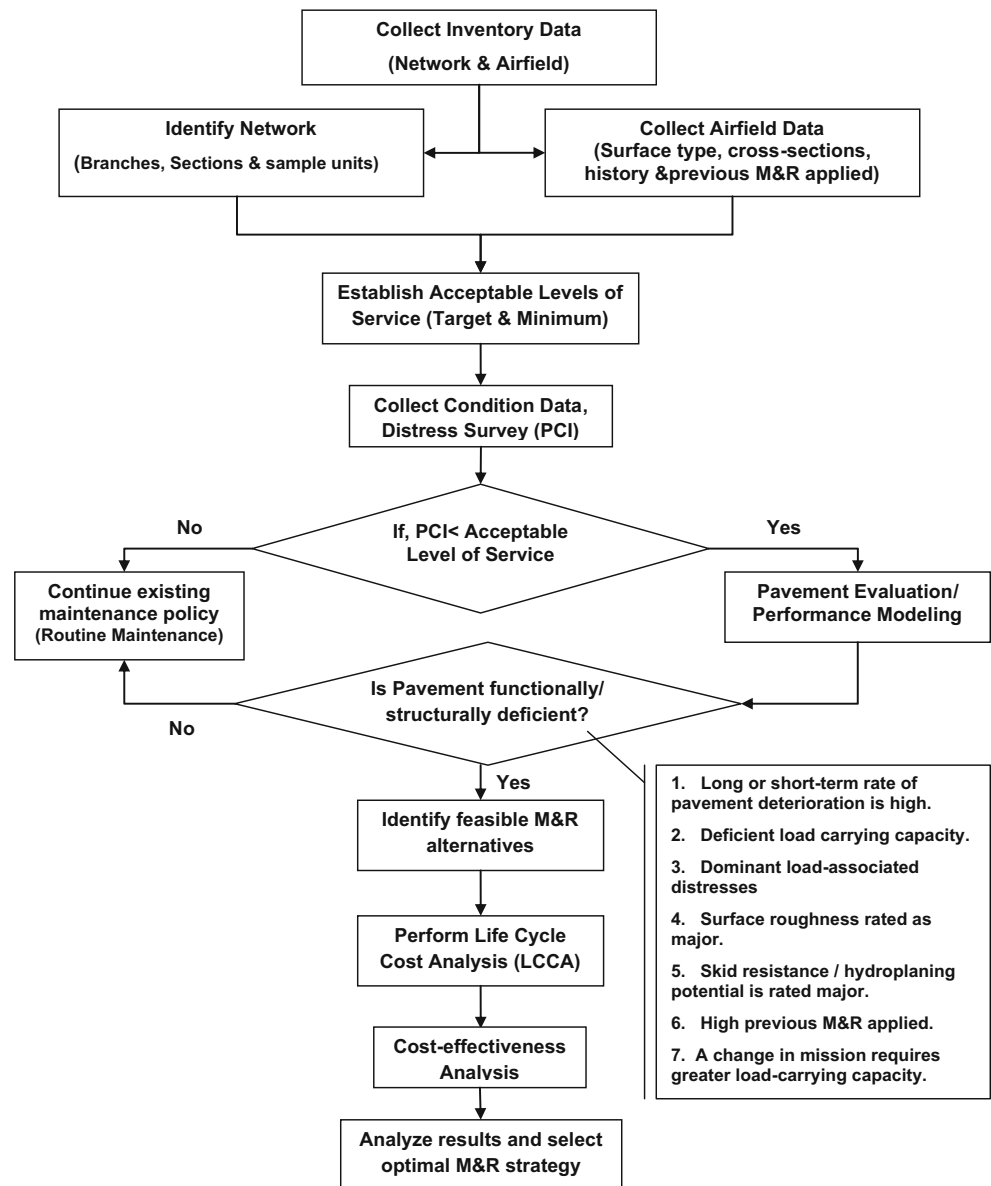 Collect Inventory Data
(Network & Airfield)
Identify Network
(Branches, Sections & sample units)
Collect Airfield Data
(Surface type, cross-sections,
history &previous M&R applied)
Establish Acceptable Levels of
Service (Target & Minimum)
Collect Condition Data,
Distress Survey (PCI)
No
If, PCI< Acceptable
Level of Service
Yes
Continue existing
maintenance policy
(Routine Maintenance)
Pavement Evaluation/
Performance Modeling
Is Pavement functionally/
structurally deficient?
No
Yes
1. Long or short-term rate of
pavement deterioration is high.
2. Deficient load carrying capacity.
3. Dominant load-associated
distresses
4. Surface roughness rated as
major.
5. Skid resistance / hydroplaning
potential is rated major.
6. High previous M&R applied.
7. A change in mission requires
greater load-carrying capacity.
Identify feasible M&R
alternatives
Perform Life Cycle
Cost Analysis (LCCA)
Cost-effectiveness
Analysis
Analyze results and select
optimal M&R strategy